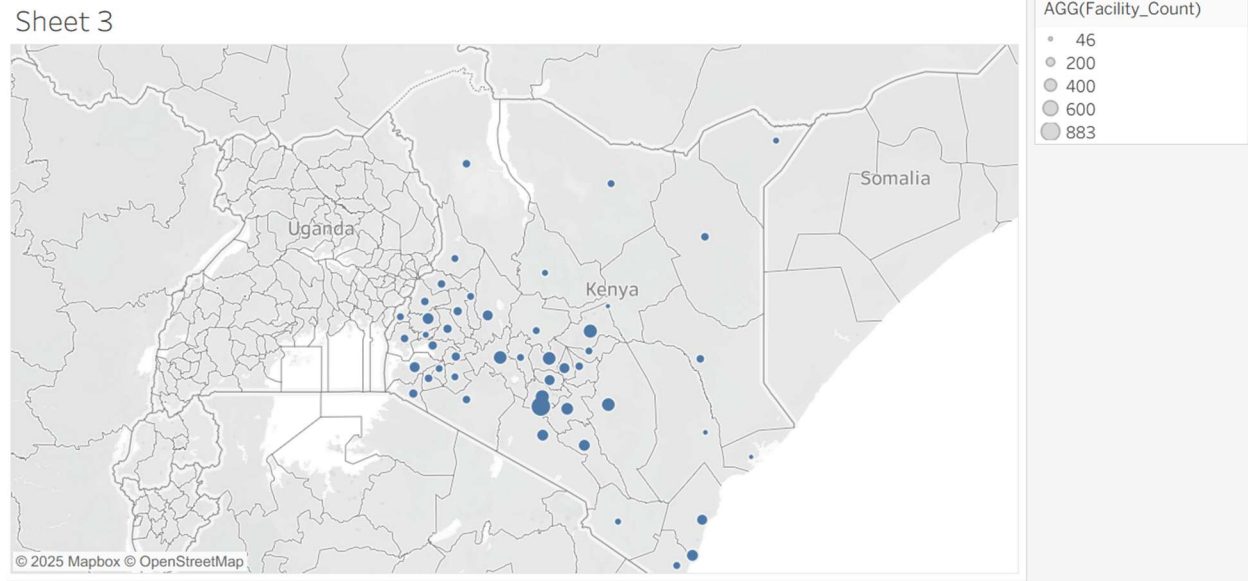 Sheet 3
AGG(Facility_Count)
46
200
400
600
883
Somalia
Uganda
Kenya
© 2025 Mapbox © OpenStreetMap